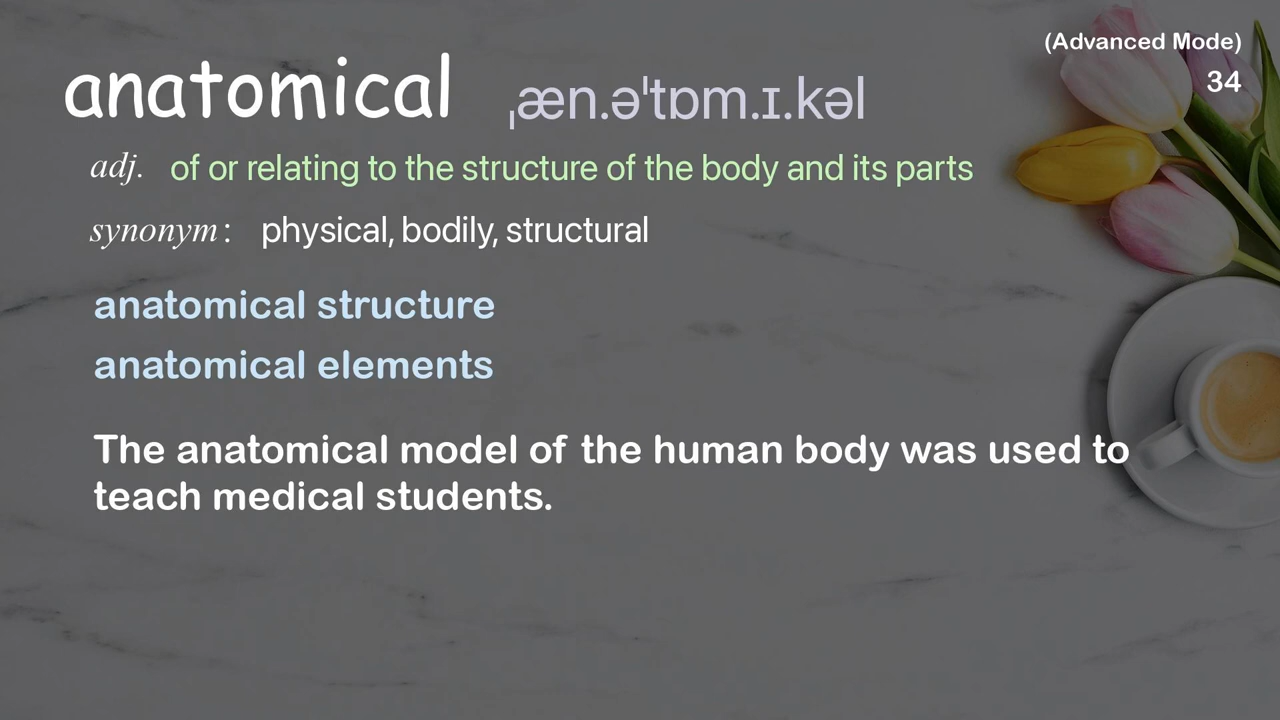 (Advanced Mode)
34
anatomical ˌæn.əˈtɒm.ɪ.kəl
adj. of or relating to the structure of the body and its parts
synonym: physical, bodily, structural
anatomical structure
anatomical elements
The anatomical model of the human body was used to
teach medical students.